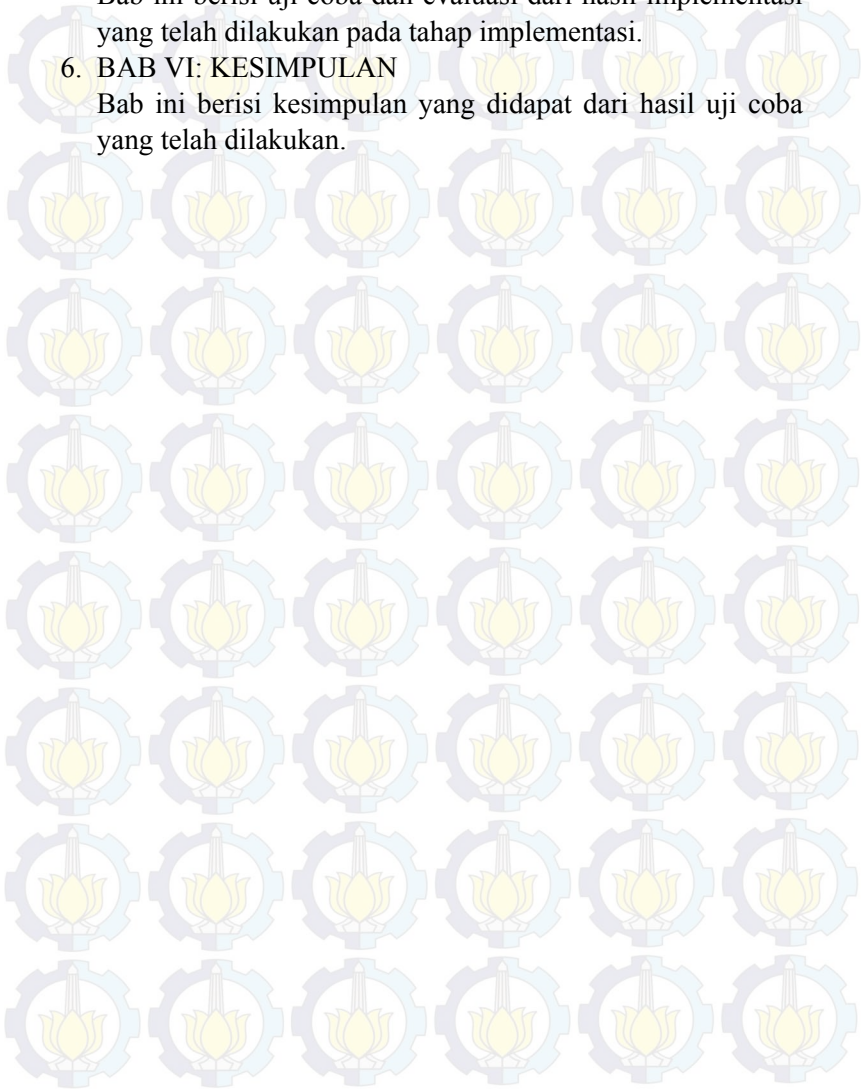 Bab ini berisi uji coba dan evaluasi dari hasil implementasi
yang telah dilakukan pada tahap implementasi.
6. BAB VI: KESIMPULAN
Bab ini berisi kesimpulan yang didapat dari hasil uji coba
yang telah dilakukan.